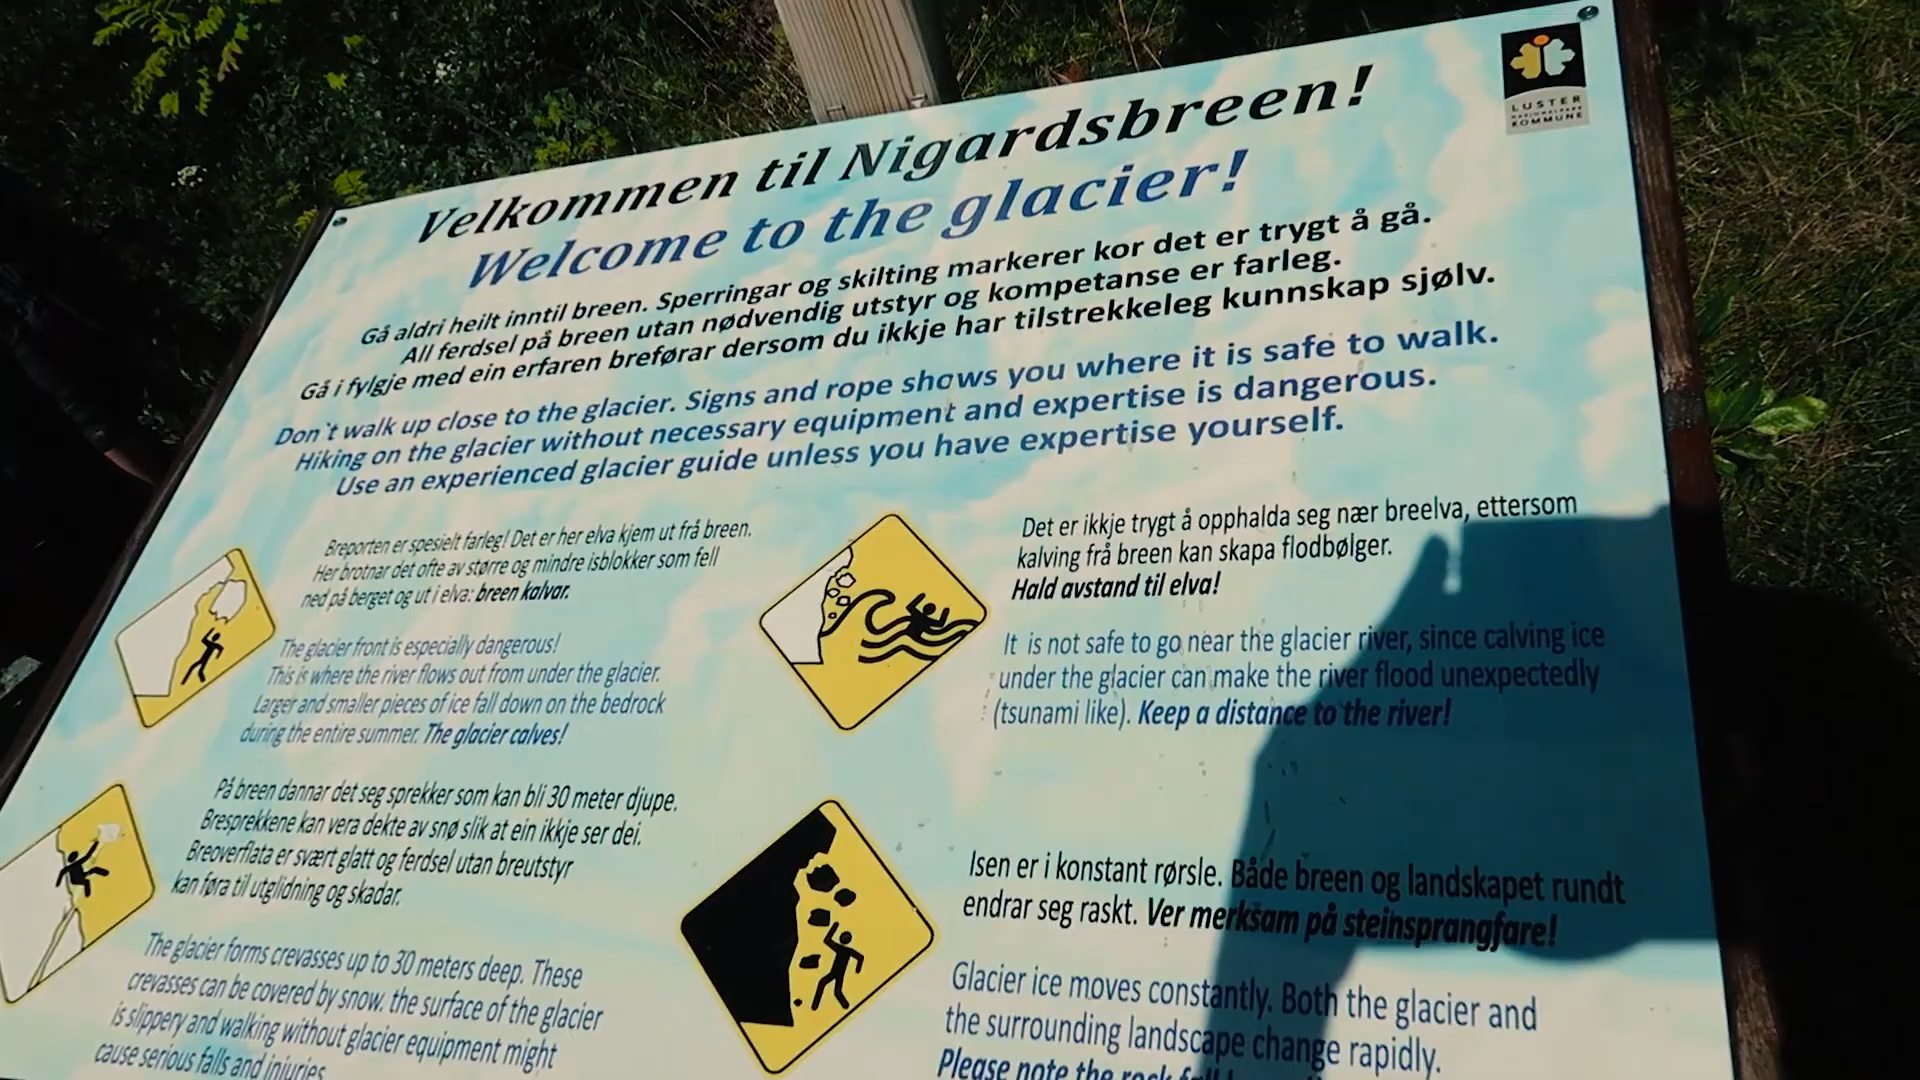 Velkommen til Nigardsbreen!
Welcome to the glacier!
LUSTER
NASJONALPARK
KOMMUNE
Gå aldri heilt inntil breen. Sperringar og skilting markerer kor det er trygt å gå.
All ferdsel på breen utan nødvendig utstyr og kompetanse er farleg.
Gå i fylgje med ein erfaren breførar dersom du ikkje har tilstrekkeleg kunnskap sjølv.
Don`t walk up close to the glacier. Signs and rope shows you where it is safe to walk.
Hiking on the glacier without necessary equipment and expertise is dangerous.
Use an experienced glacier guide unless you have expertise yourself.
Breporten er spesielt farleg! Det er her elva kjem ut frå breen.
Her brotnar det ofte av større og mindre isblokker som fell
ned på berget og ut i elva: breen kalvar.
The glacier front is especially dangerous!
This is where the river flows out from under the glacier.
Larger and smaller pieces of ice fall down on the bedrock
during the entire summer. The glacier calves!
Det er ikkje trygt å opphalda seg nær breelva, ettersom
kalving frå breen kan skapa flodbølger.
Hald avstand til elva!
It is not safe to go near the glacier river, since calving ice
under the glacier can make the river flood unexpectedly
(tsunami like). Keep a distance to the river!
På breen dannar det seg sprekker som kan bli 30 meter djupe.
Bresprekkene kan vera dekte av snø slik at ein ikkje ser dei.
Breoverflata er svært glatt og ferdsel utan breutstyr
kan føra til utglidning og skadar.
The glacier forms crevasses up to 30 meters deep. These
crevasses can be covered by snow. the surface of the glacier
is slippery and walking without glacier equipment might
cause serious falls and injuries
Isen er i konstant rørsle. Både breen og landskapet rundt
endrar seg raskt. Ver merksam på steinsprangfare!
Glacier ice moves constantly. Both the glacier and
the surrounding landscape change rapidly.
Please note the rock